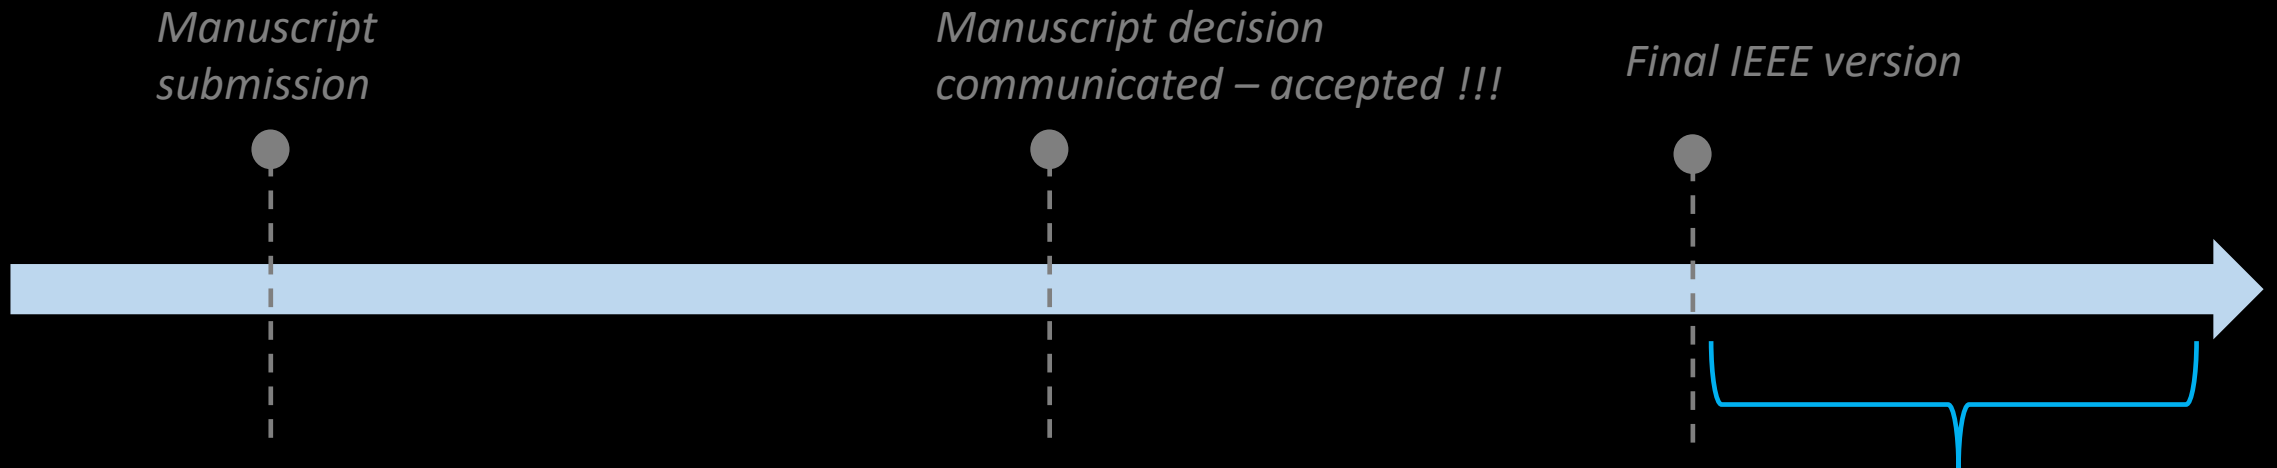 Manuscript
submission
Manuscript decision
communicated – accepted !!!
Final IEEE version